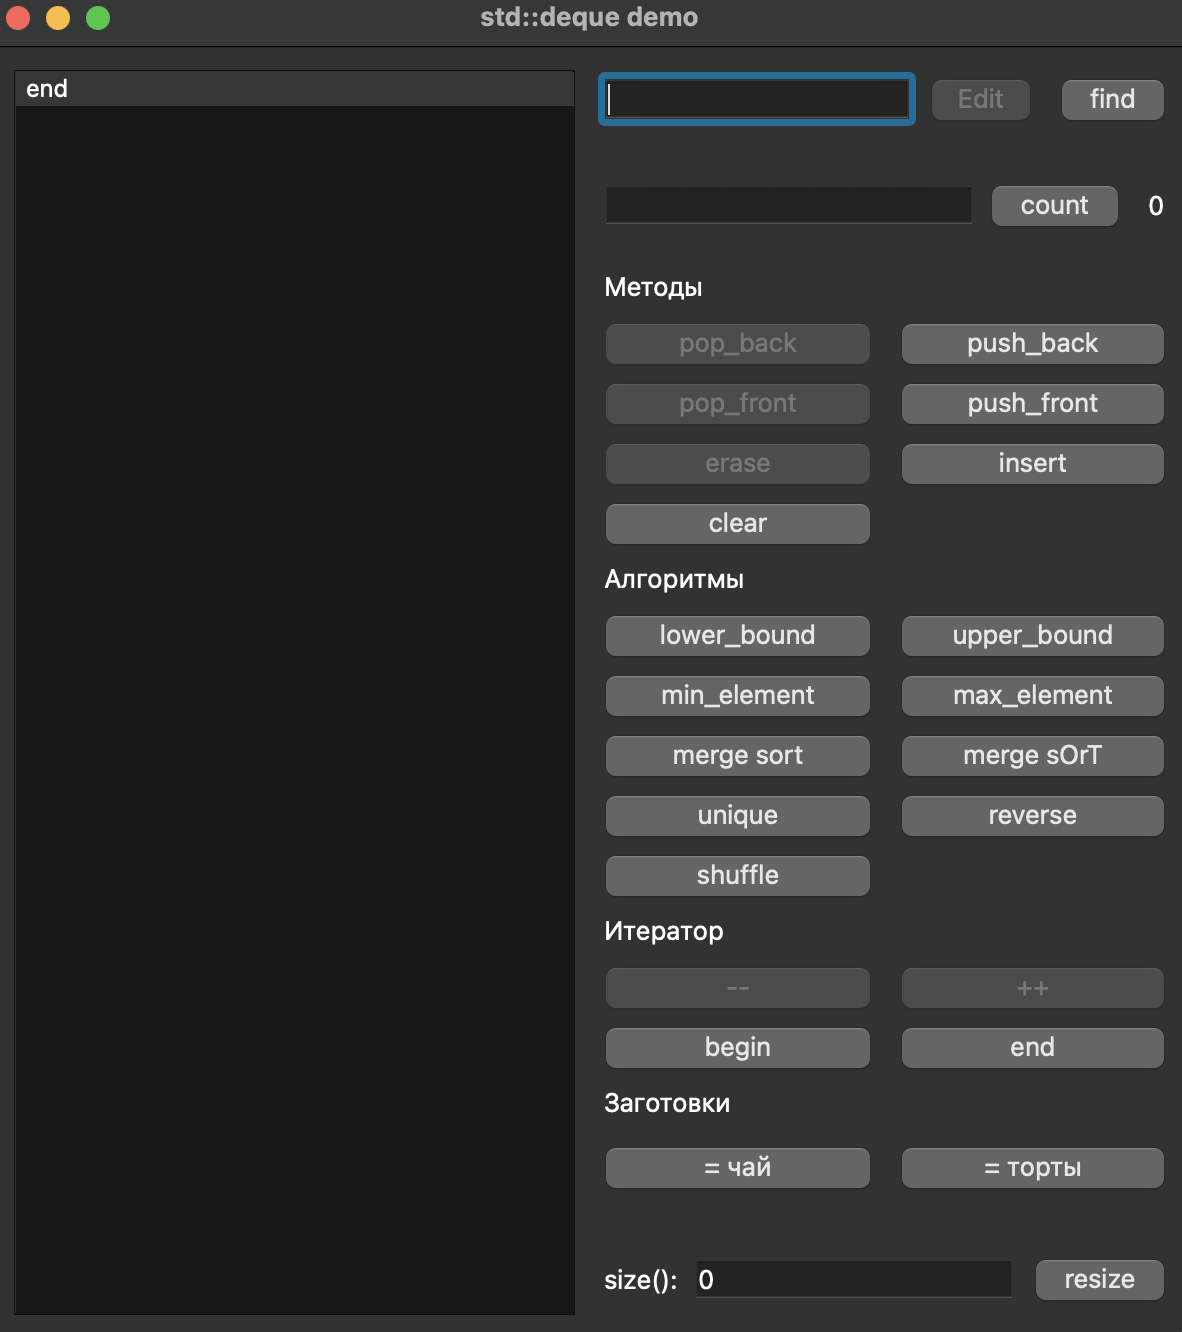 std::deque demo
end
Edit find
count 0
Методы
pop_back push_back
pop_front push_front
erase insert
clear
Алгоритмы
lower_bound upper_bound
min_element max_element
merge sort merge sOrT
unique reverse
shuffle
Итератор
-- ++
begin end
Заготовки
= чай = торты
size(): 0 resize